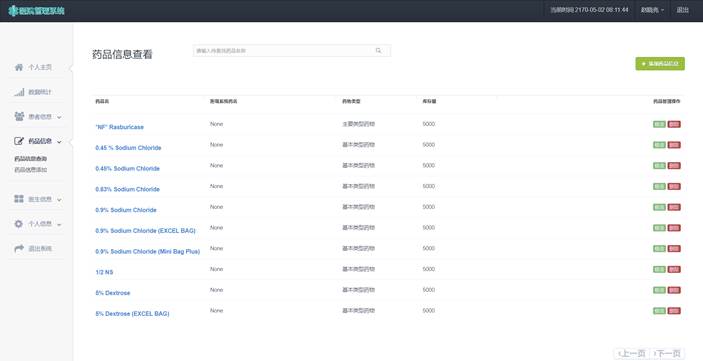 医院管理系统
当前时间 2170-05-02 08:11:44
退出
药品信息查看
请输入待查找药品名称
+ 添加药品信息
个人主页
数据统计
患者信息
药品信息
药品信息查询
药品信息添加
医生信息
个人信息
退出系统
药品名 药物类型 库存量 药品管理操作
"NF" Rasburicase None 主要类型药物 5000 修改 删除
0.45 % Sodium Chloride None 基本类型药物 5000 修改 删除
0.45% Sodium Chloride None 基本类型药物 5000 修改 删除
0.83% Sodium Chloride None 基本类型药物 5000 修改 删除
0.9% Sodium Chloride None 基本类型药物 5000 修改 删除
0.9% Sodium Chloride (EXCEL BAG) None 基本类型药物 5000 修改 删除
0.9% Sodium Chloride (Mini Bag Plus) None 基本类型药物 5000 修改 删除
1/2 NS None 基本类型药物 5000 修改 删除
5% Dextrose None 基本类型药物 5000 修改 删除
5% Dextrose (EXCEL BAG) None 基本类型药物 5000 修改 删除
上一页 下一页